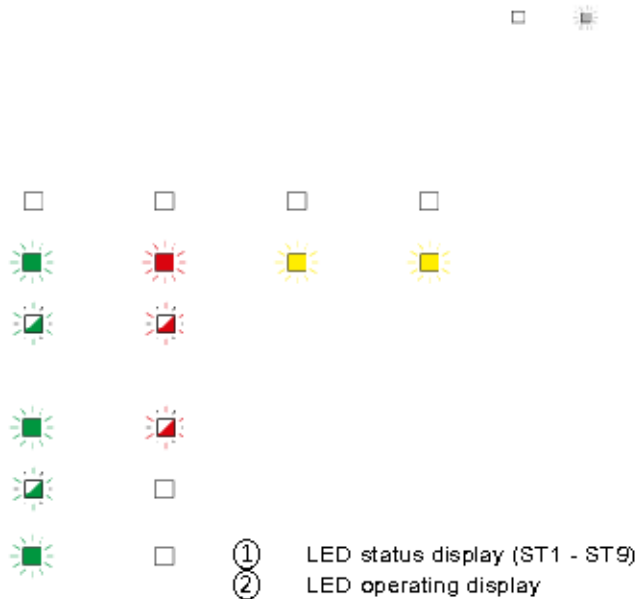 ① LED status display (ST1 - ST9)
② LED operating display